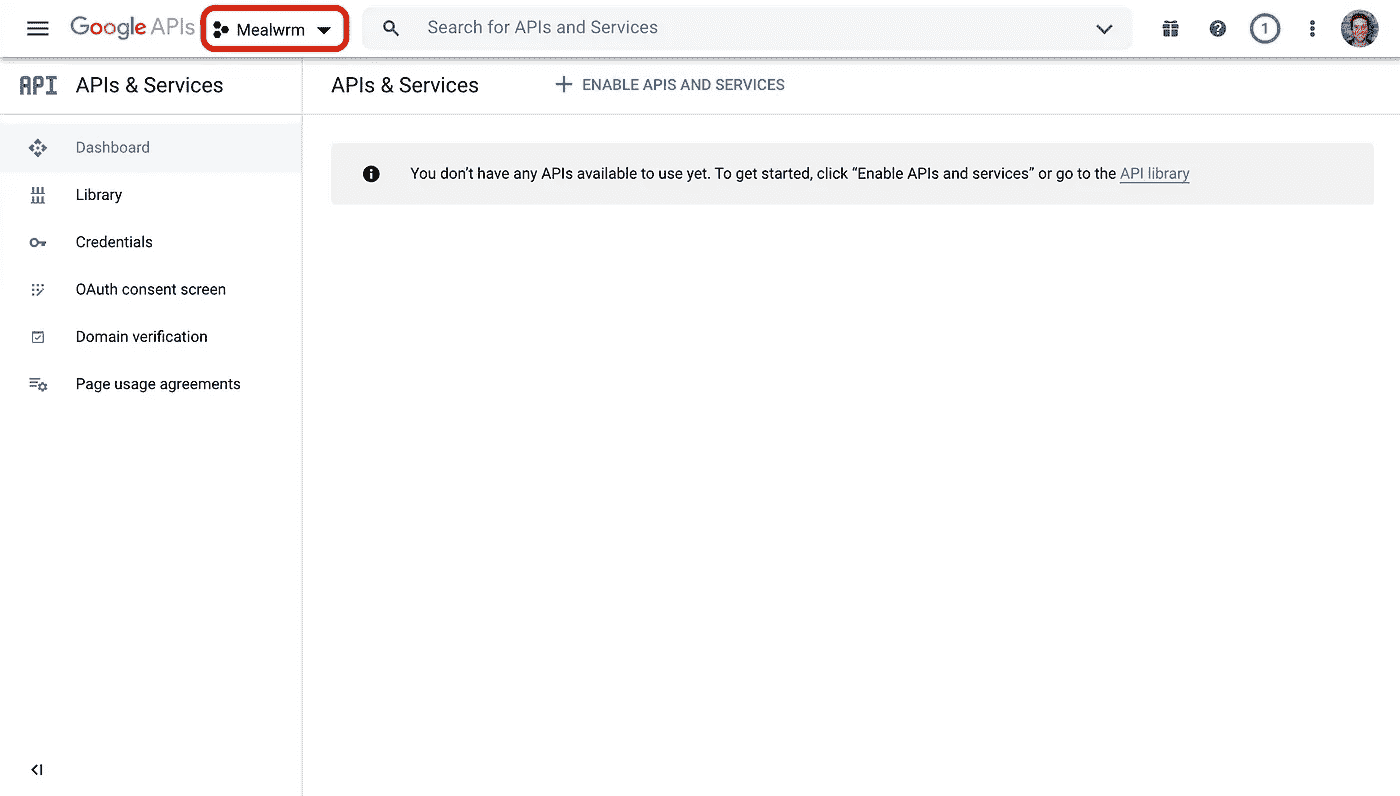 Google APIs
Mealwrm
Search for APIs and Services
1
API
APIs & Services
APIs & Services
ENABLE APIS AND SERVICES
Dashboard
Library
Credentials
OAuth consent screen
Domain verification
Page usage agreements
You don’t have any APIs available to use yet. To get started, click “Enable APIs and services” or go to the API library